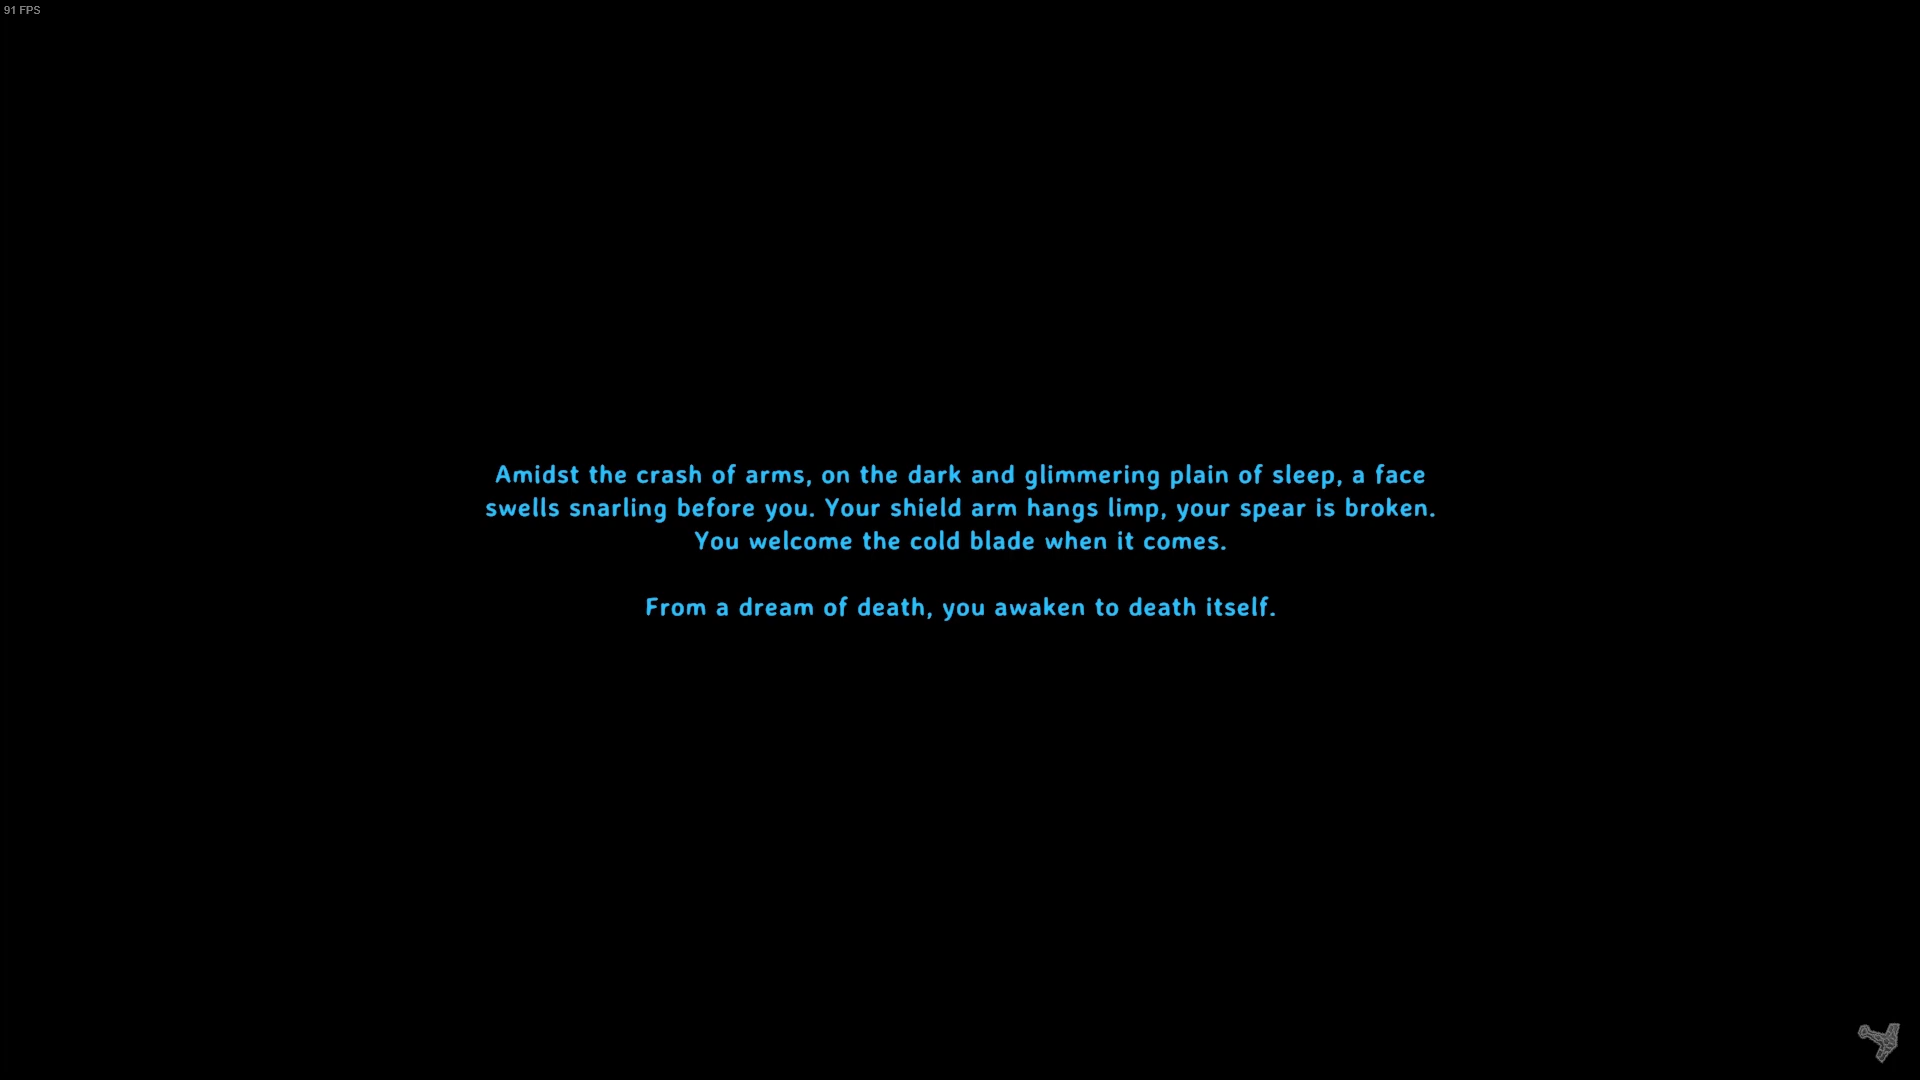 91 FPS
Amidst the crash of arms, on the dark and glimmering plain of sleep, a face
swells snarling before you. Your shield arm hangs limp, your spear is broken.
You welcome the cold blade when it comes.
From a dream of death, you awaken to death itself.